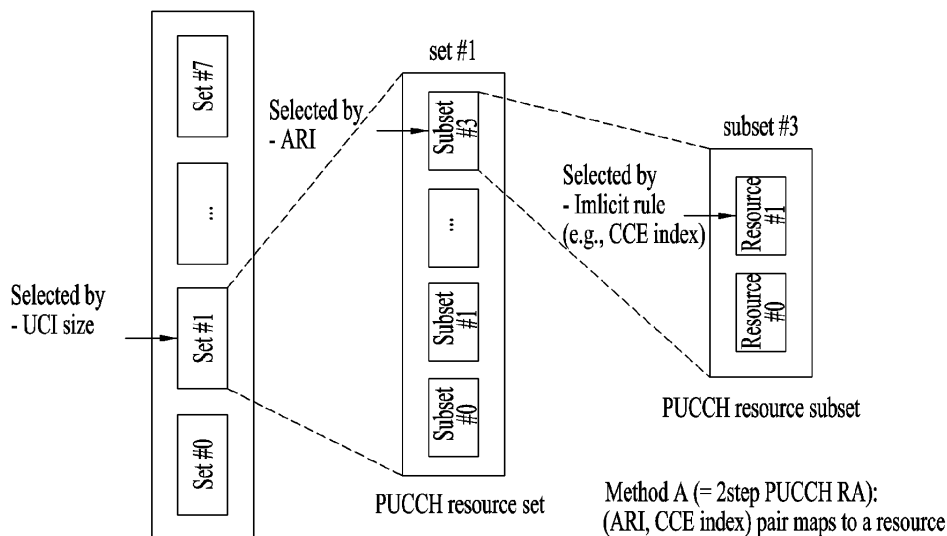 Set #7
...
Selected by
- UCI size
Set #1
Set #0
set #1
Selected by
- ARI
Subset
#3
...
Subset
#1
Subset
#0
PUCCH resource set
subset #3
Selected by
- Imlicit rule
(e.g., CCE index)
Resource
#1
Resource
#0
PUCCH resource subset
Method A (= 2step PUCCH RA):
(ARI, CCE index) pair maps to a resource